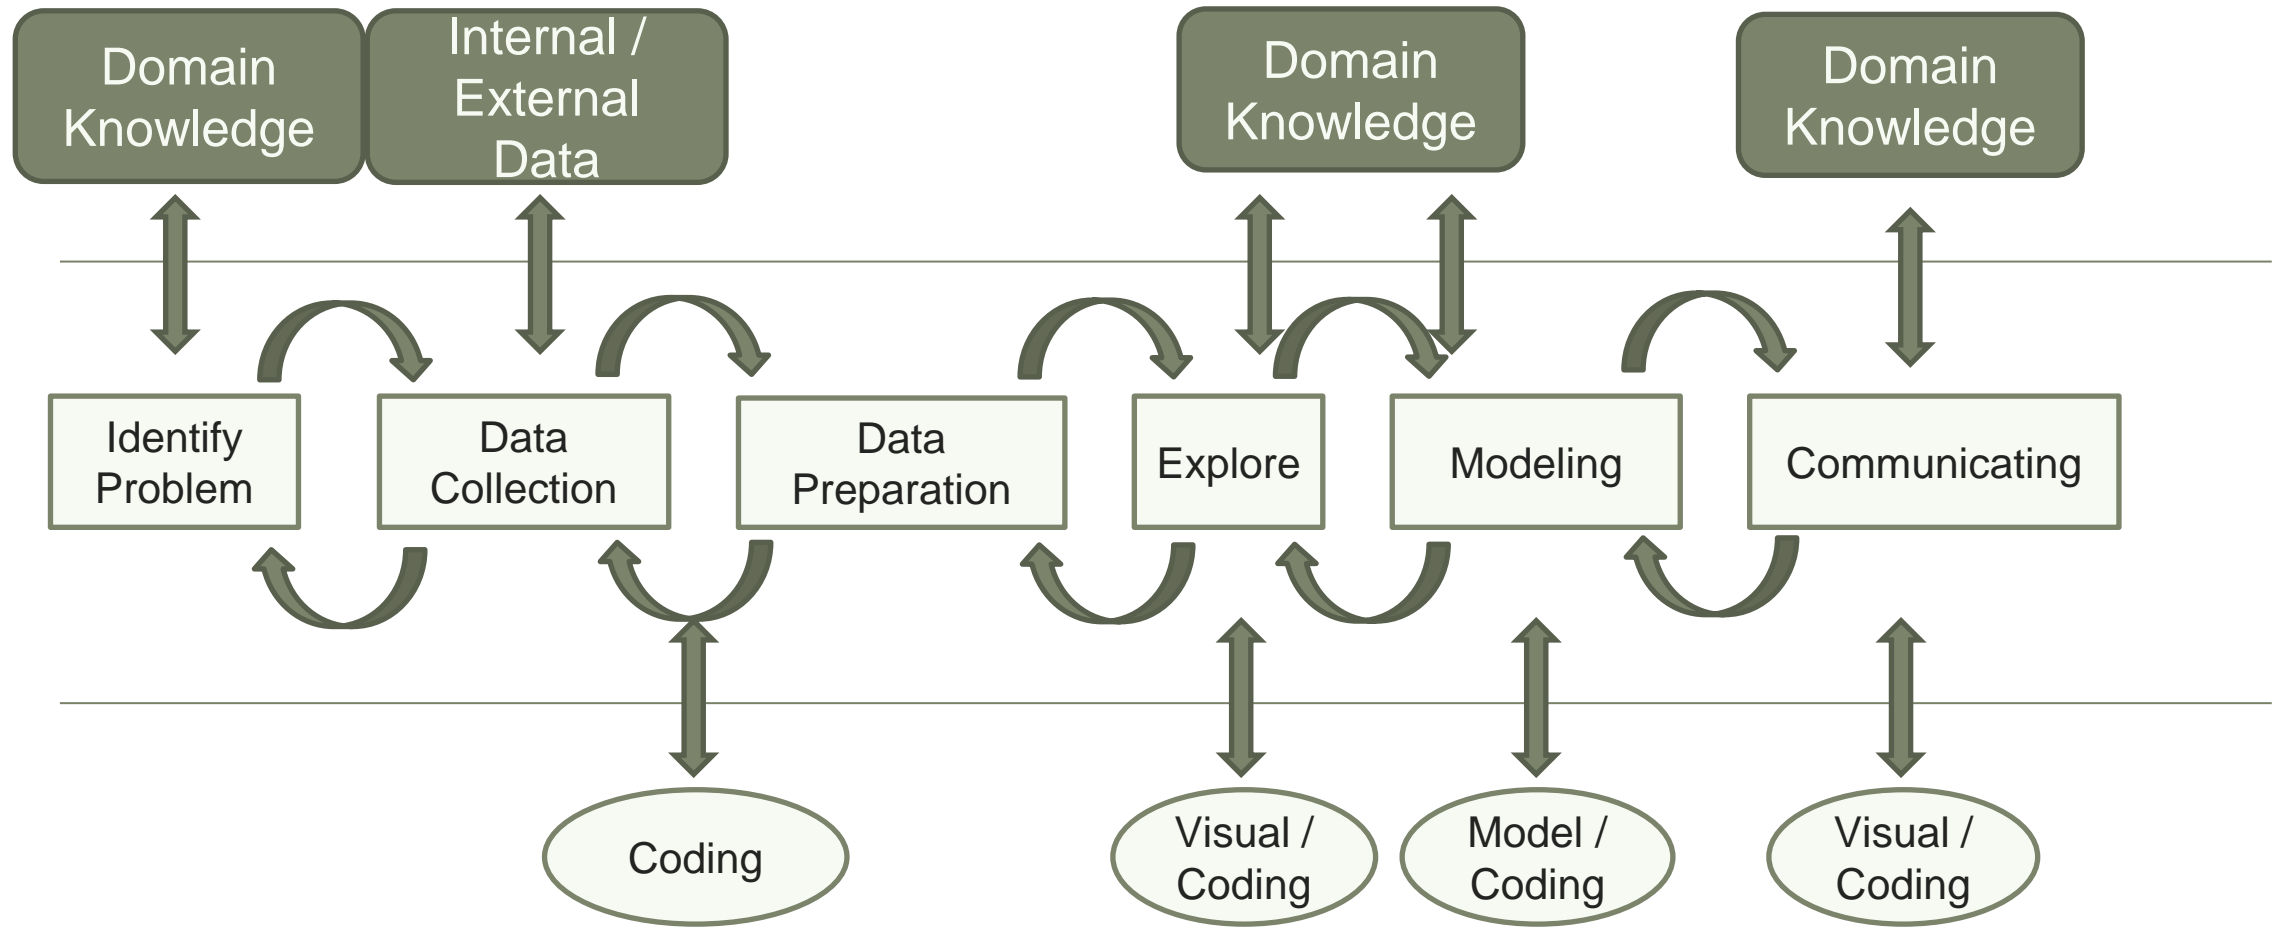 Domain
Knowledge
Internal /
External
Data
Domain
Knowledge
Domain
Knowledge
Identify
Problem
Data
Collection
Data
Preparation
Explore
Modeling
Communicating
Coding
Visual /
Coding
Model /
Coding
Visual /
Coding